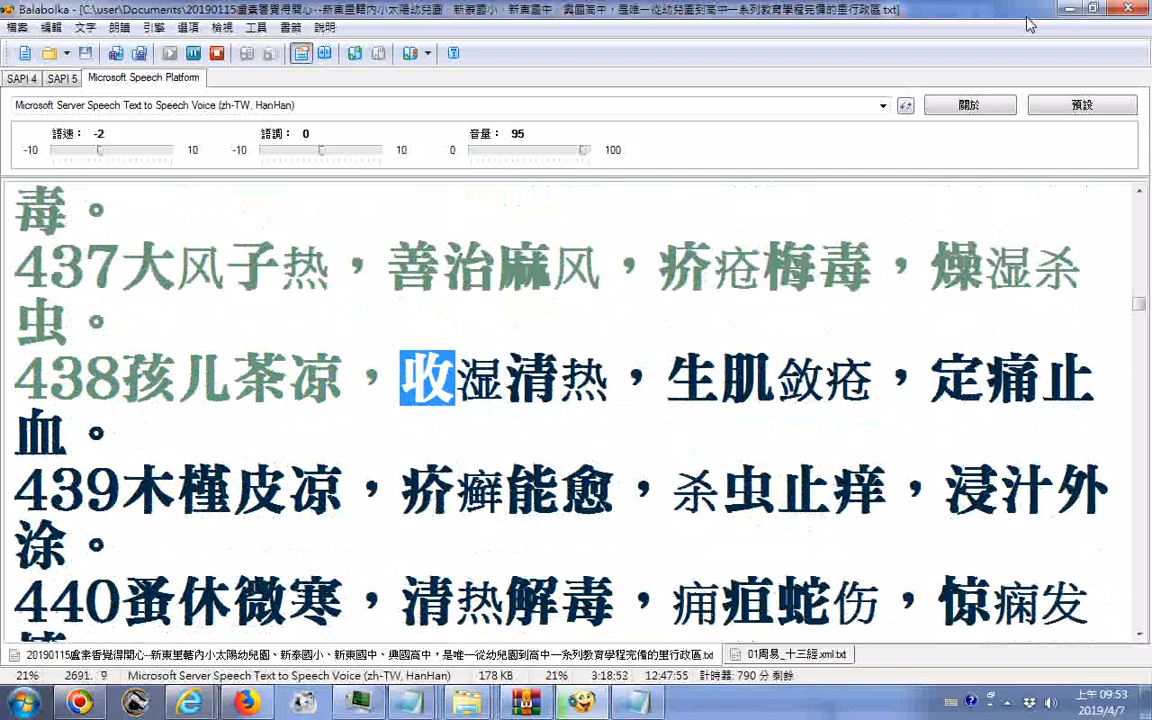 Balabolka - [C:\user\Documents\20190115盧素香覺得開心--新東里轄內小太陽幼兒園、新泰國小、新東國中、興國高中，是唯一從幼兒園到高中一系列教育學程完備的里行政區.txt]
檔案 編輯 文字 朗讀 引擎 選項 檢視 工具 書籤 說明
SAPI 4 SAPI 5 Microsoft Speech Platform
Microsoft Server Speech Text to Speech Voice (zh-TW, HanHan) 關於 預設
語速： -2 語調： 0 音量： 95
-10 10 -10 10 0 100
毒。
437大风子热，善治麻风，疥疮梅毒，燥湿杀
虫。
438孩儿茶凉，收湿清热，生肌敛疮，定痛止
血。
439木槿皮凉，疥癣能愈，杀虫止痒，浸汁外
涂。
440蚤休微寒，清热解毒，痈疽蛇伤，惊痫发
20190115盧素香覺得開心--新東里轄內小太陽幼兒園、新泰國小、新東國中、興國高中，是唯一從幼兒園到高中一系列教育學程完備的里行政區.txt 01周易_十三經.xml.txt
21% 2691: 9 Microsoft Server Speech Text to Speech Voice (zh-TW, HanHan) 178 KB 21% 3:18:53 12:47:55 計時器: 790 分 剩餘
上午 09:53
2019/4/7